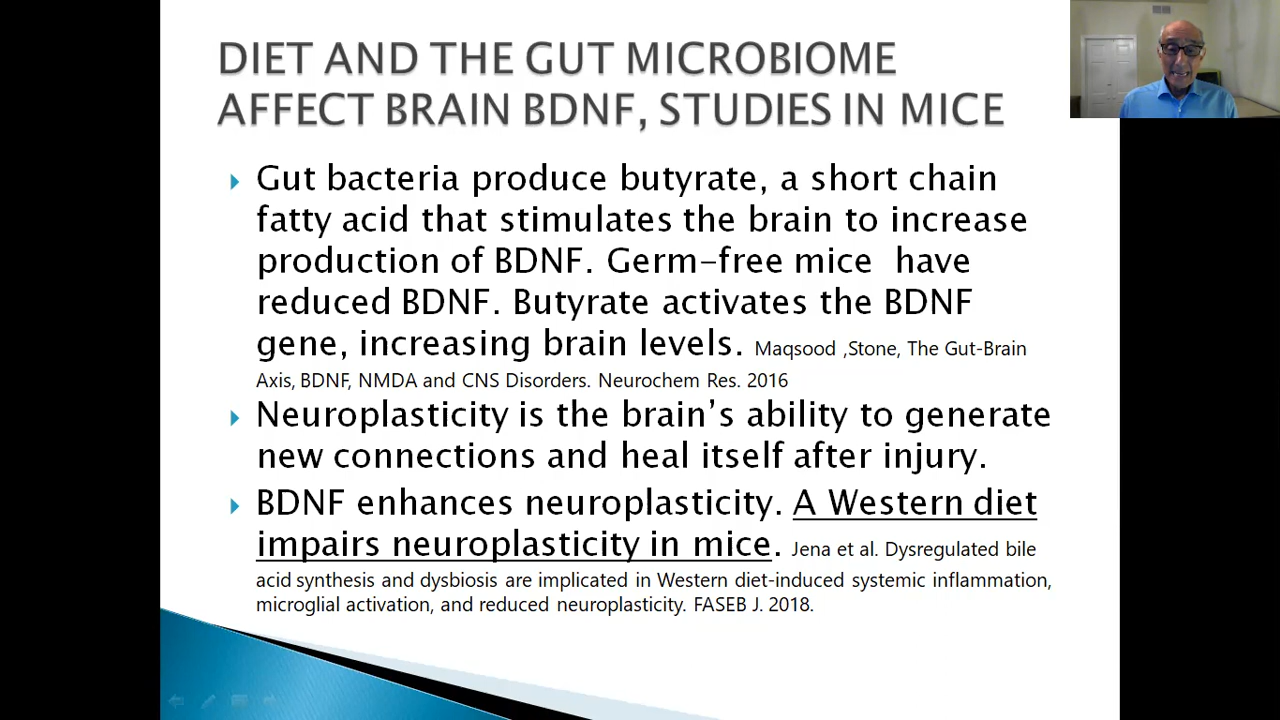 DIET AND THE GUT MICROBIOME
AFFECT BRAIN BDNF, STUDIES IN MICE
Gut bacteria produce butyrate, a short chain
fatty acid that stimulates the brain to increase
production of BDNF. Germ-free mice have
reduced BDNF. Butyrate activates the BDNF
gene, increasing brain levels. Maqsood ,Stone, The Gut-Brain
Axis, BDNF, NMDA and CNS Disorders. Neurochem Res. 2016
Neuroplasticity is the brain’s ability to generate
new connections and heal itself after injury.
BDNF enhances neuroplasticity. A Western diet
impairs neuroplasticity in mice. Jena et al. Dysregulated bile
acid synthesis and dysbiosis are implicated in Western diet-induced systemic inflammation,
microglial activation, and reduced neuroplasticity. FASEB J. 2018.